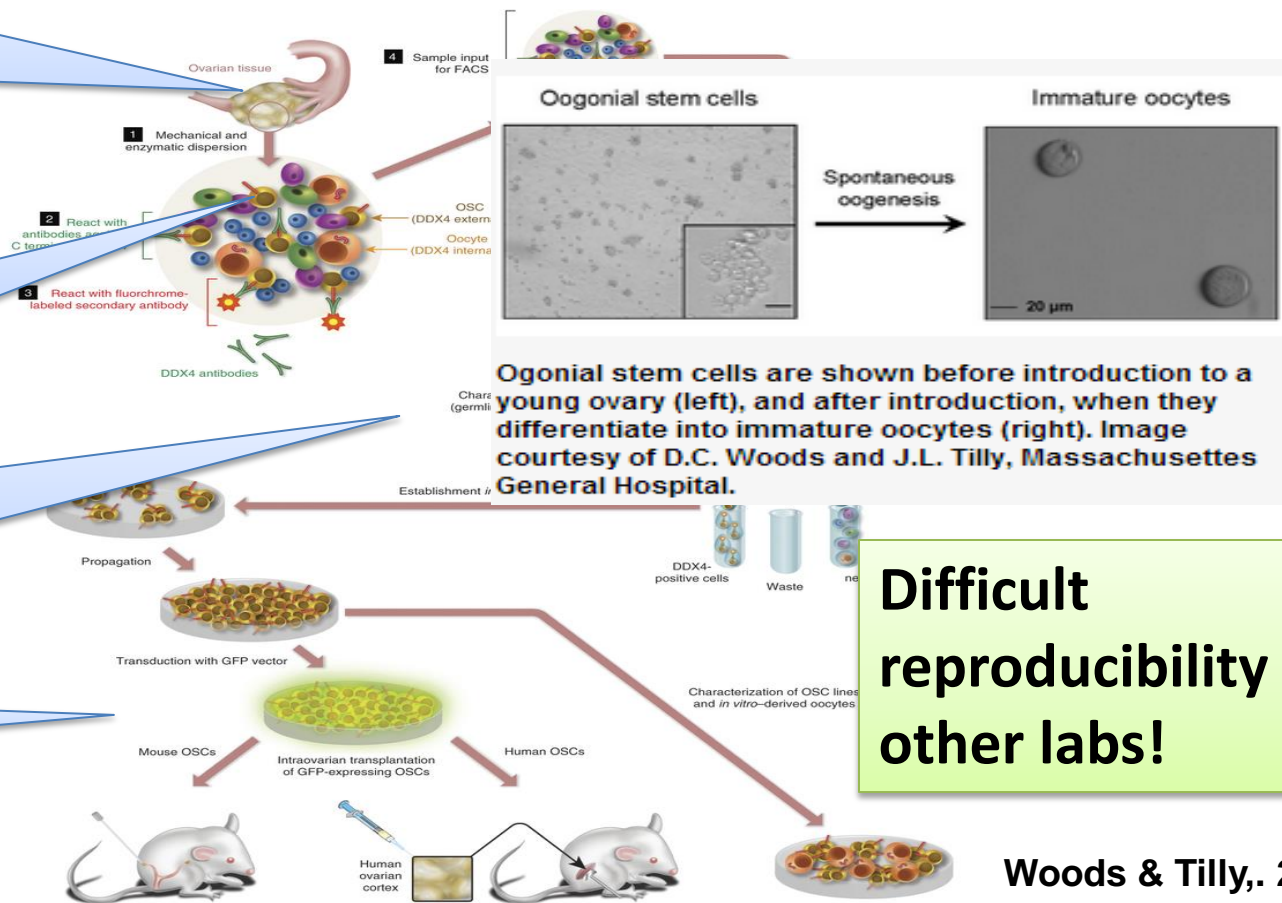 Ovarian tissue
4 Sample input
for FACS
1 Mechanical and
enzymatic dispersion
2 React with
antibodies
C
OSC
(DDX4
Oocyte
(DDX4
3 React with fluorchrome-
labeled secondary antibody
DDX4 antibodies
Oogonial stem cells
Immature oocytes
Spontaneous
oogenesis
20 µm
Ogonial stem cells are shown before introduction to a
young ovary (left), and after introduction, when they
differentiate into immature oocytes (right). Image
courtesy of D.C. Woods and J.L. Tilly, Massachusettes
General Hospital.
Establishment
Propagation
DDX4-
positive cells
Waste
Transduction with GFP vector
Characterization of OSC lines
and in vitro–derived oocytes
Difficult
reproducibility
other labs!
Mouse OSCs
Intraovarian transplantation
of GFP-expressing OSCs
Human OSCs
Human
ovarian
cortex
Woods & Tilly,.